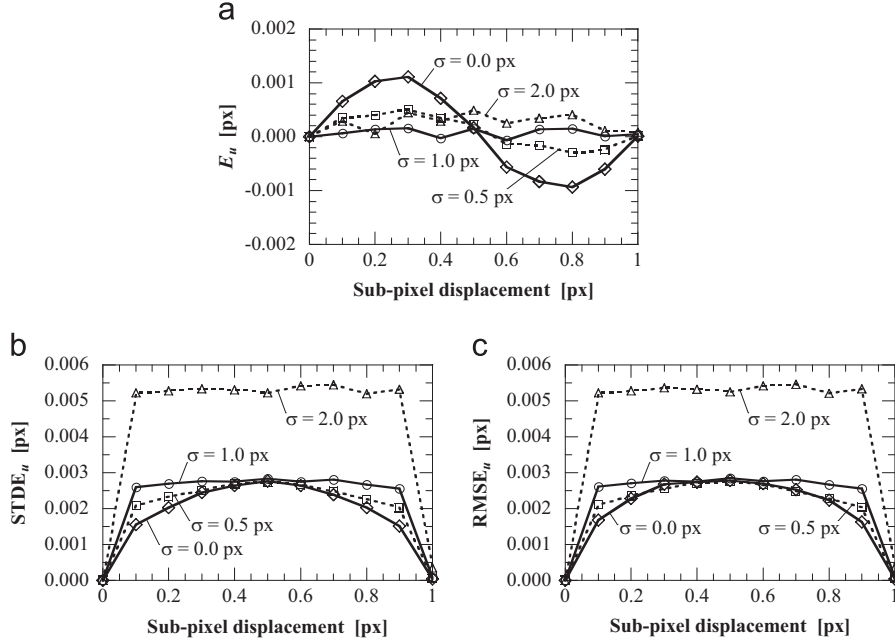 a
0.002
0.001
0.000
-0.001
-0.002
E_u [px]
σ = 0.0 px
σ = 2.0 px
σ = 1.0 px
σ = 0.5 px
0 0.2 0.4 0.6 0.8 1
Sub-pixel displacement [px]
b
0.006
0.005
0.004
0.003
0.002
0.001
0.000
STDE_u [px]
σ = 2.0 px
σ = 1.0 px
σ = 0.5 px
σ = 0.0 px
0 0.2 0.4 0.6 0.8 1
Sub-pixel displacement [px]
c
0.006
0.005
0.004
0.003
0.002
0.001
0.000
RMSE_u [px]
σ = 2.0 px
σ = 1.0 px
σ = 0.0 px
σ = 0.5 px
0 0.2 0.4 0.6 0.8 1
Sub-pixel displacement [px]